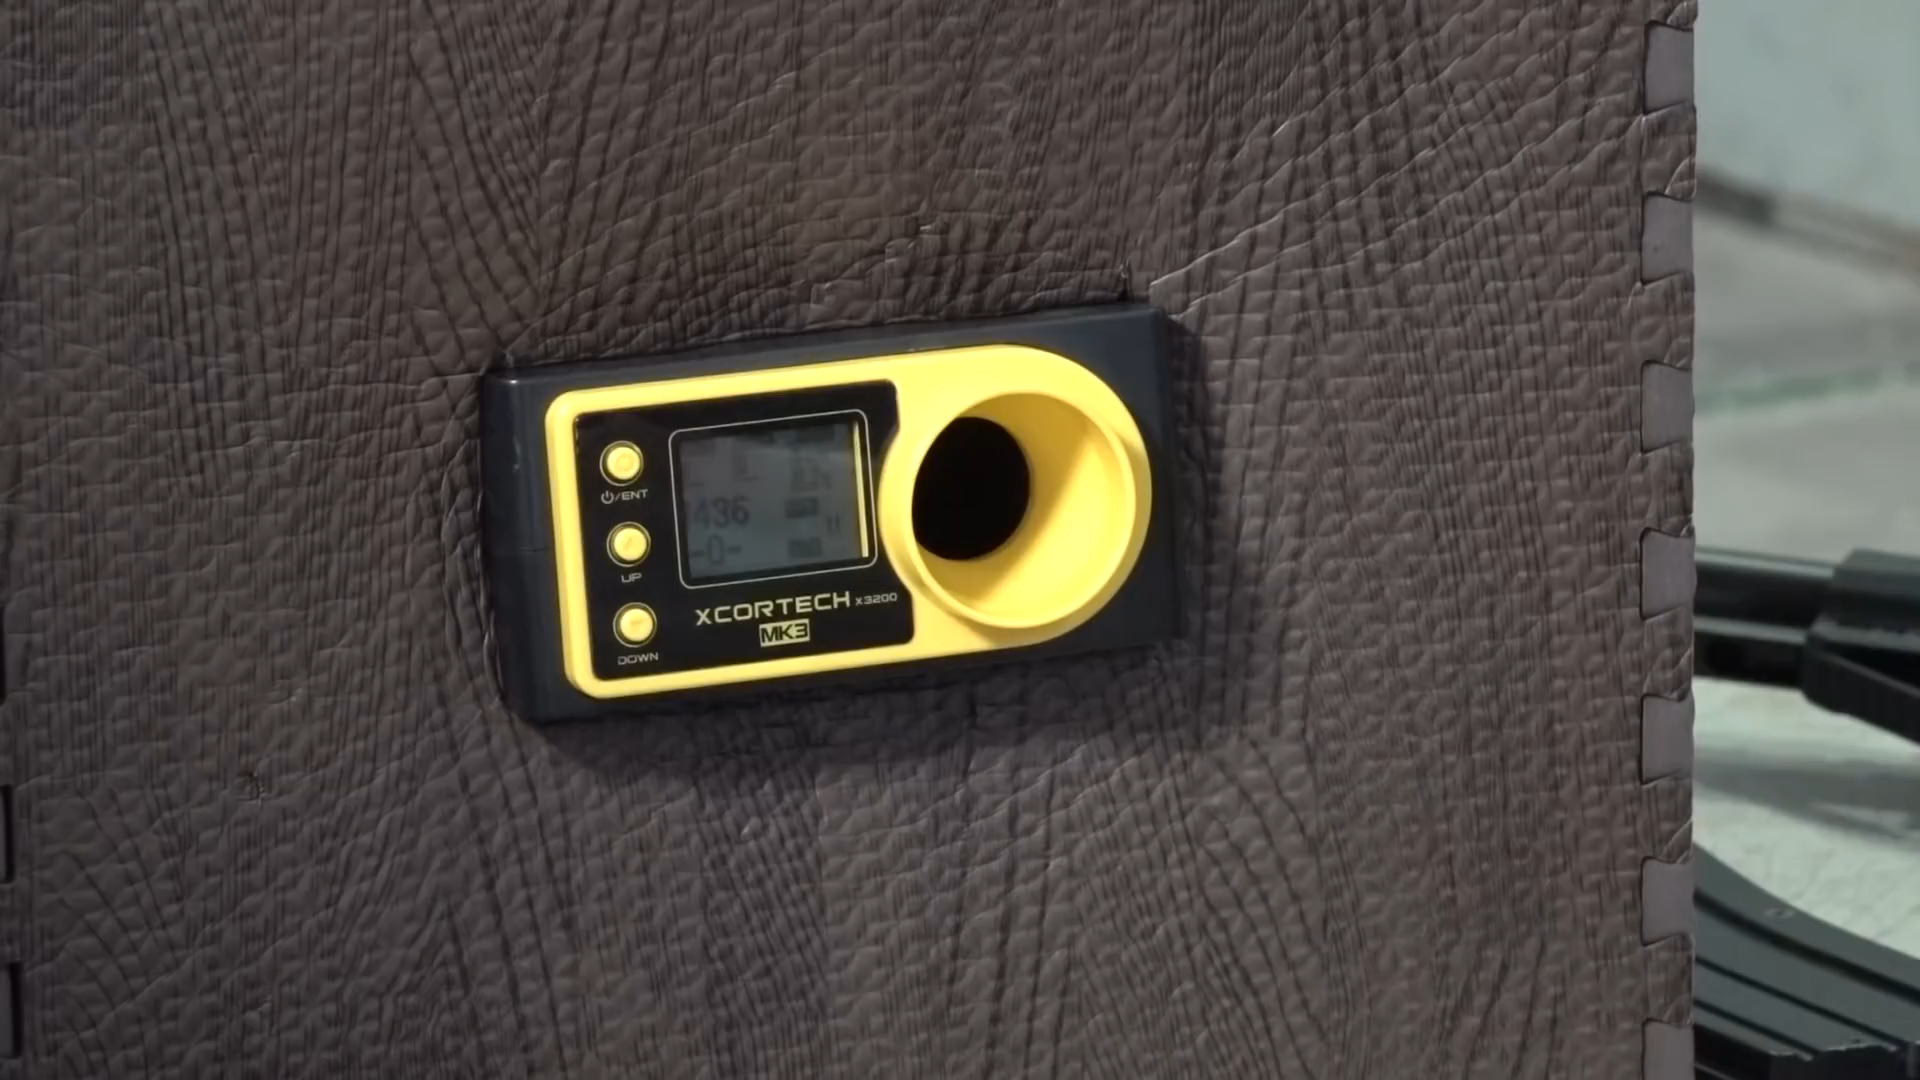 436
-0-
⏻/ENT
UP
DOWN
XCORTECH X3200
MK3